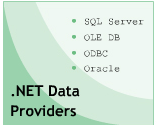 SQL Server
OLE DB
ODBC
Oracle
.NET Data
Providers